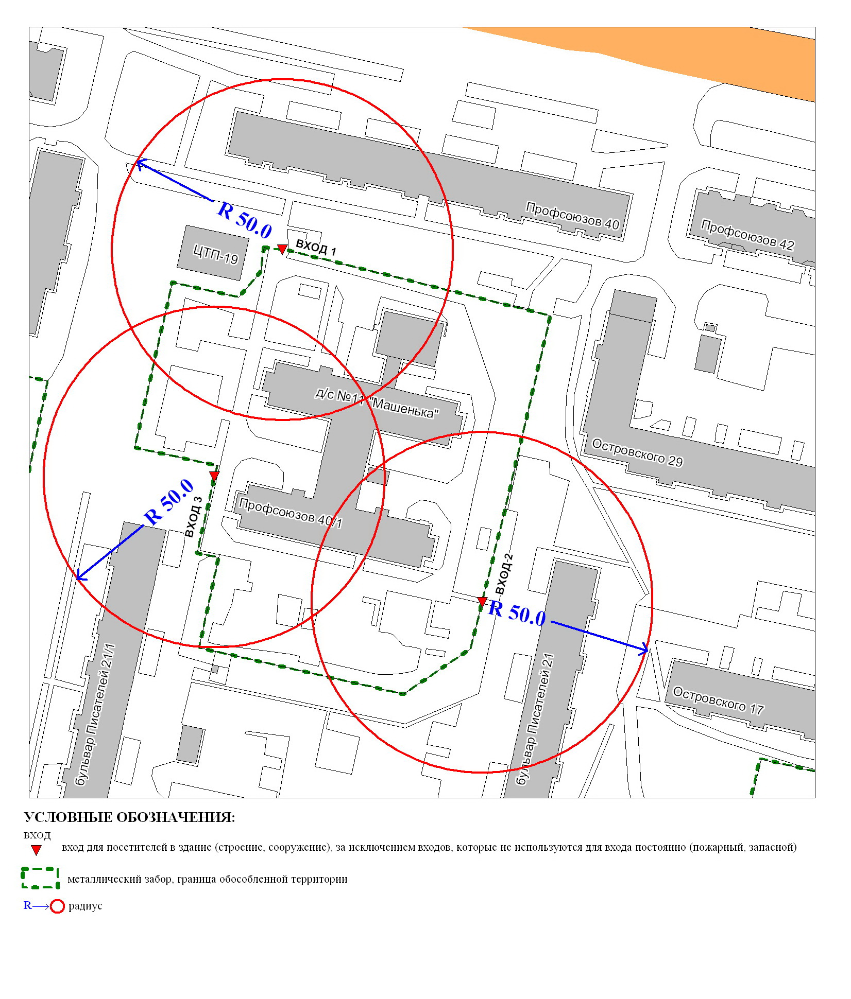 Профсоюзов 40
Профсоюзов 42
R 50.0
ЦТП-19
ВХОД 1
д/с №11 "Машенька"
Островского 29
R 50.0
ВХОД 3
Профсоюзов 40/1
ВХОД 2
R 50.0
бульвар Писателей 21/1
бульвар Писателей 21
Островского 17
УСЛОВНЫЕ ОБОЗНАЧЕНИЯ:
ВХОД
вход для посетителей в здание (строение, сооружение), за исключением входов, которые не используются для входа постоянно (пожарный, запасной)
металлический забор, граница обособленной территории
R
радиус